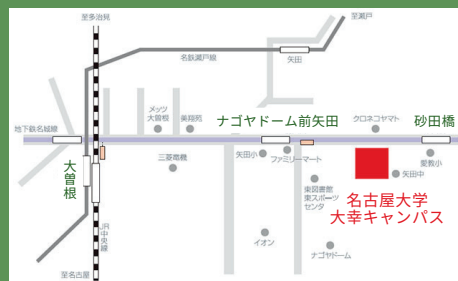 至多治見
至瀬戸
名鉄瀬戸線
矢田
メッツ
大曽根
美翔苑
ナゴヤドーム前矢田
クロネコヤマト
砂田橋
地下鉄名城線
大曽根
三菱電機
矢田小
ファミリーマート
愛教小
矢田中
東図書館
東スポーツ
センタ
名古屋大学
大幸キャンパス
JR中央線
イオン
ナゴヤドーム
至名古屋